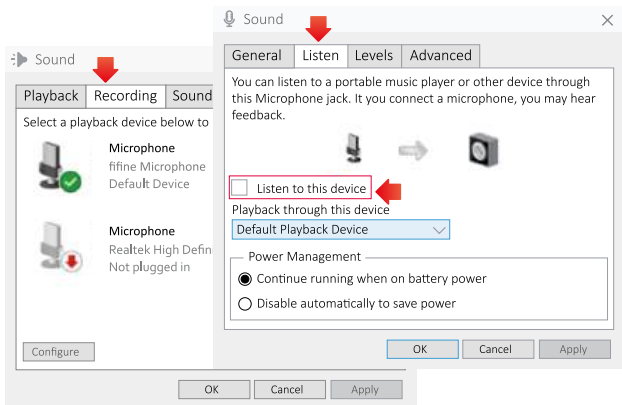 Sound
Playback Recording Sound
Select a playback device below to
Microphone
fifine Microphone
Default Device
Microphone
Realtek High Defin
Not plugged in
Configure
OK Cancel Apply
Sound
General Listen Levels Advanced
You can listen to a portable music player or other device through
this Microphone jack. It you connect a microphone, you may hear
feedback.
Listen to this device
Playback through this device
Default Playback Device
Power Management
Continue running when on battery power
Disable automatically to save power
OK Cancel Apply